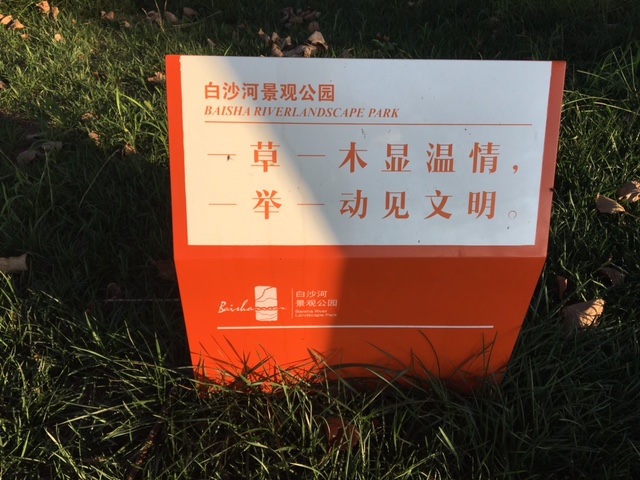 白沙河景观公园
BAISHA RIVERLANDSCAPE PARK
一草一木显温情，
一举一动见文明。
Baisha
白沙河
景观公园
Baisha River
Landscape Park